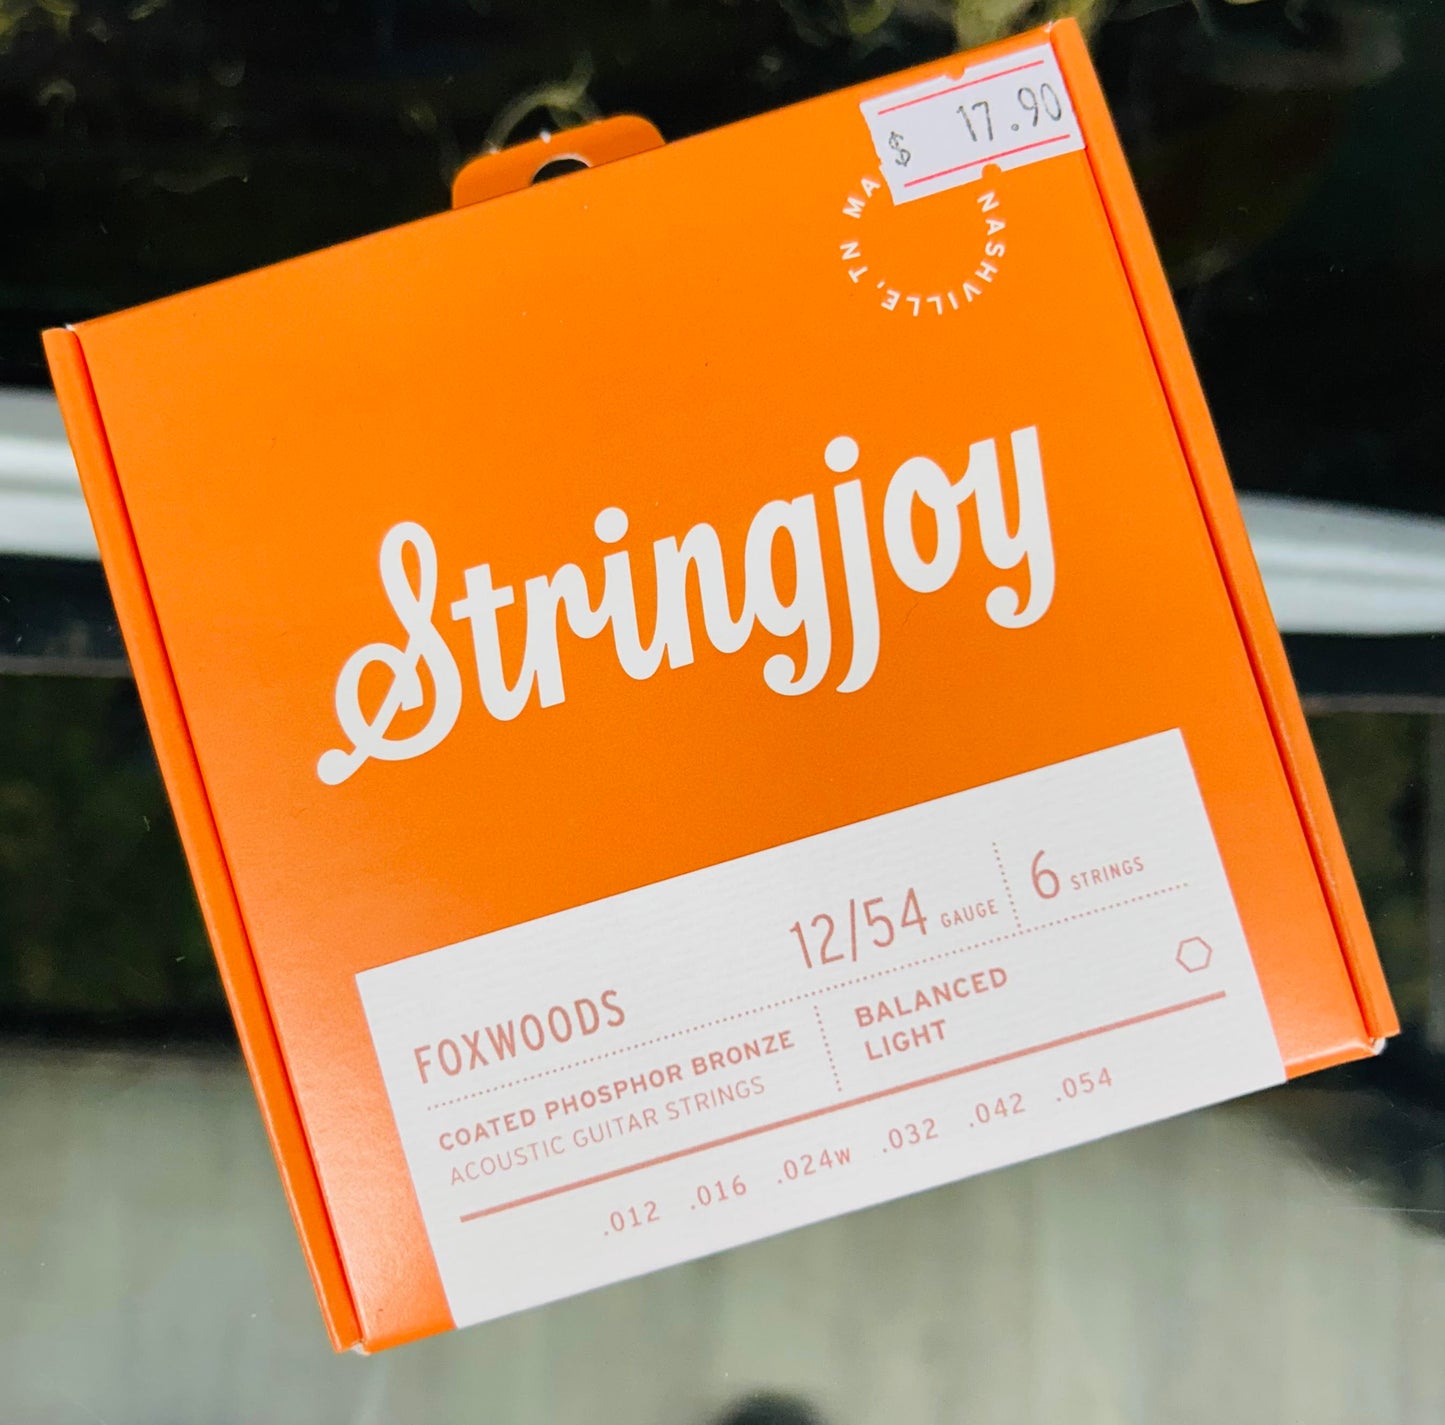 $ 17.90
NASHVILLE, TN
Stringjoy
12/54 GAUGE
6 STRINGS
FOXWOODS
COATED PHOSPHOR BRONZE
ACOUSTIC GUITAR STRINGS
BALANCED
LIGHT
.012 .016 .024w .032 .042 .054